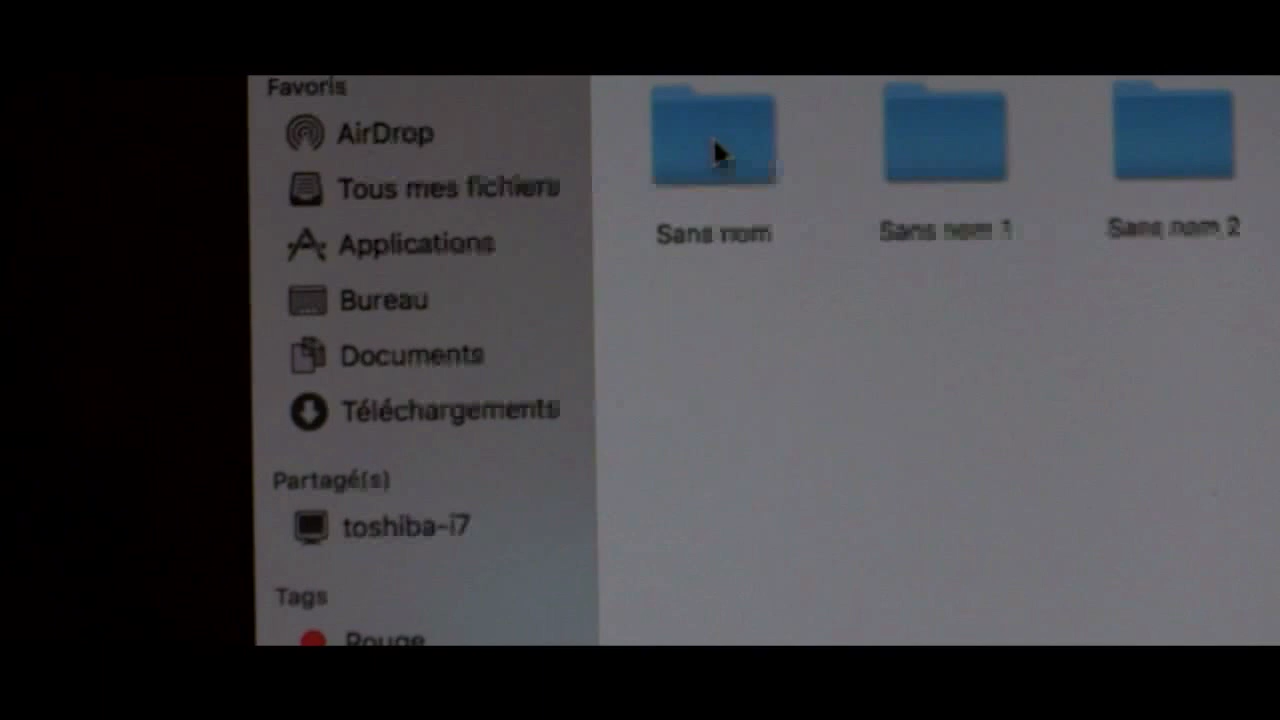 Favoris
AirDrop
Tous mes fichiers
Applications
Bureau
Documents
Téléchargements
Partagé(s)
toshiba-i7
Tags
Rouge
Sans nom
Sans nom 1
Sans nom 2